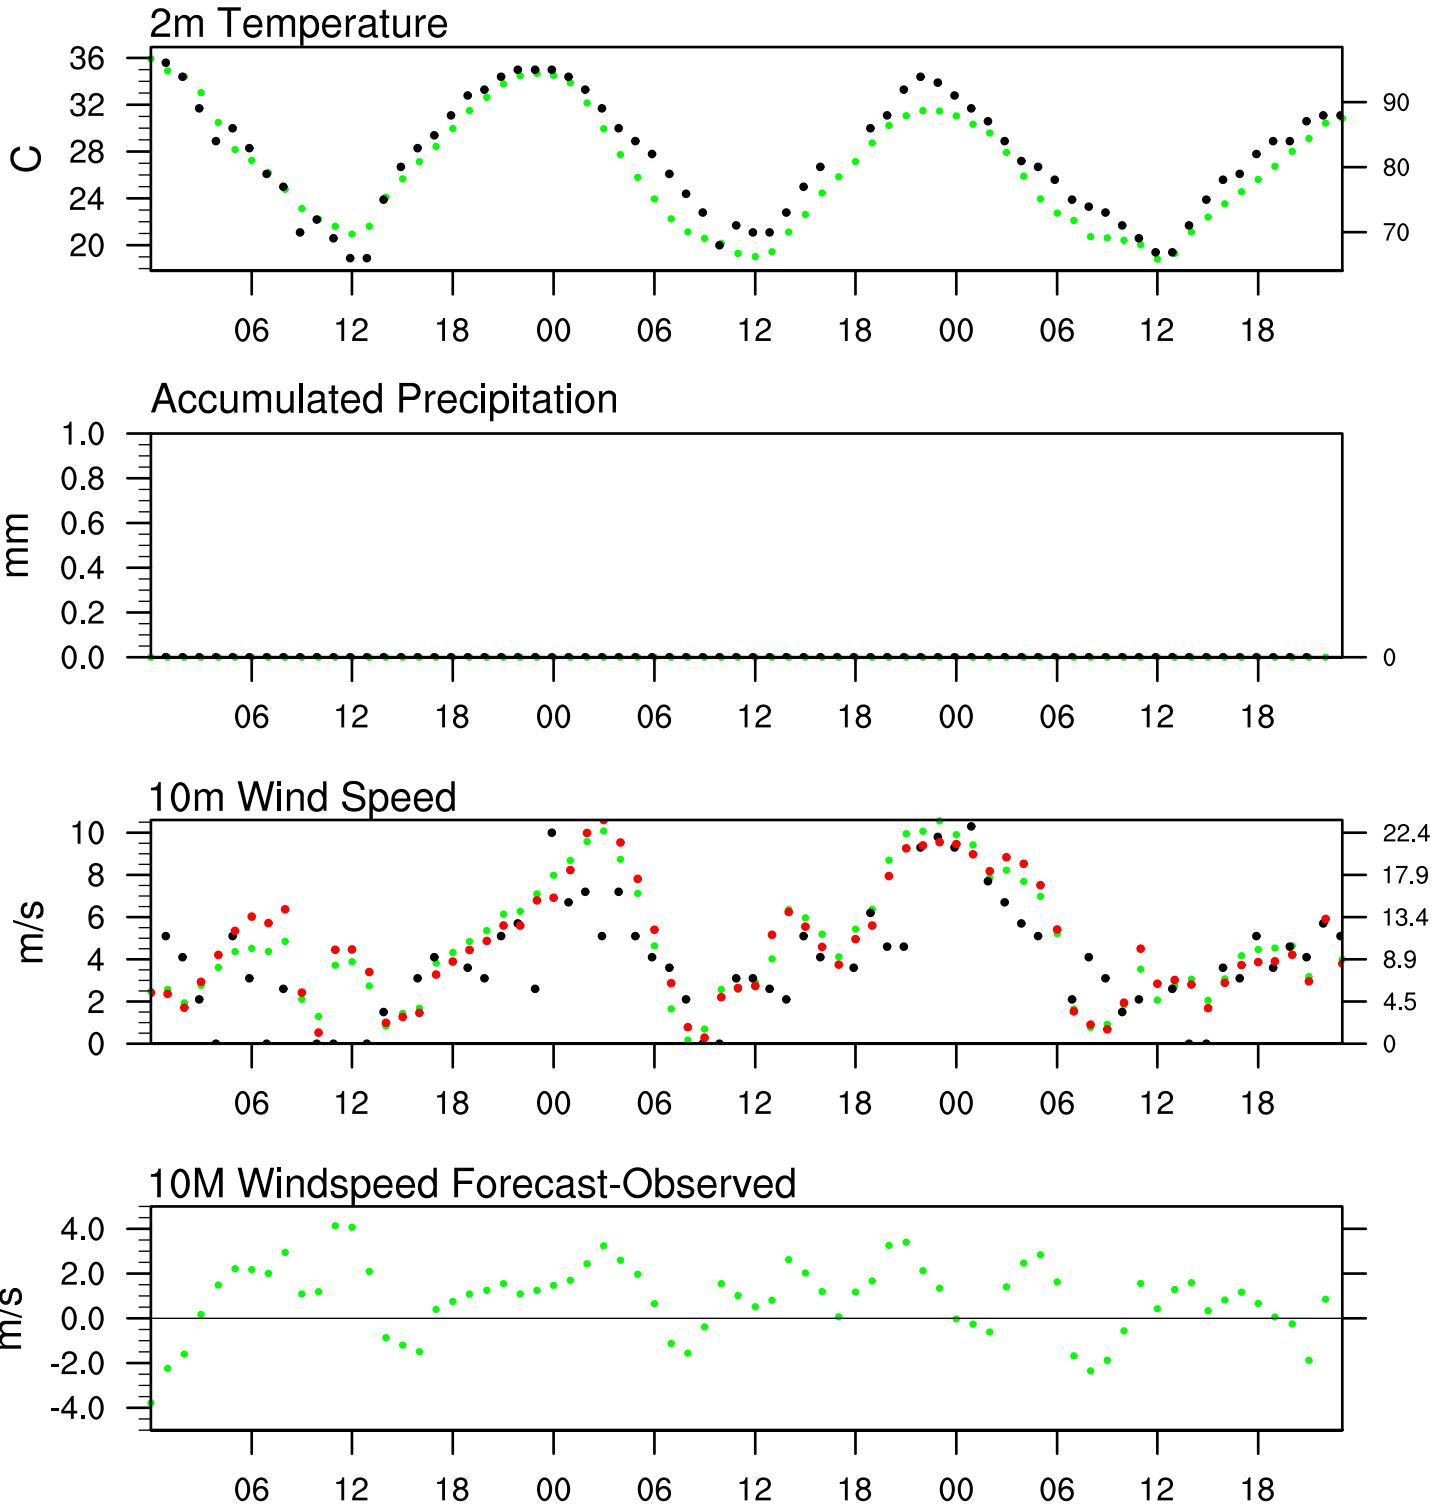 2m Temperature
36
32
28
24
20
C
90
80
70
06 12 18 00 06 12 18 00 06 12 18
Accumulated Precipitation
1.0
0.8
0.6
0.4
0.2
0.0
mm
0
06 12 18 00 06 12 18 00 06 12 18
10m Wind Speed
10
8
6
4
2
0
m/s
22.4
17.9
13.4
8.9
4.5
0
06 12 18 00 06 12 18 00 06 12 18
10M Windspeed Forecast-Observed
4.0
2.0
0.0
-2.0
-4.0
m/s
06 12 18 00 06 12 18 00 06 12 18